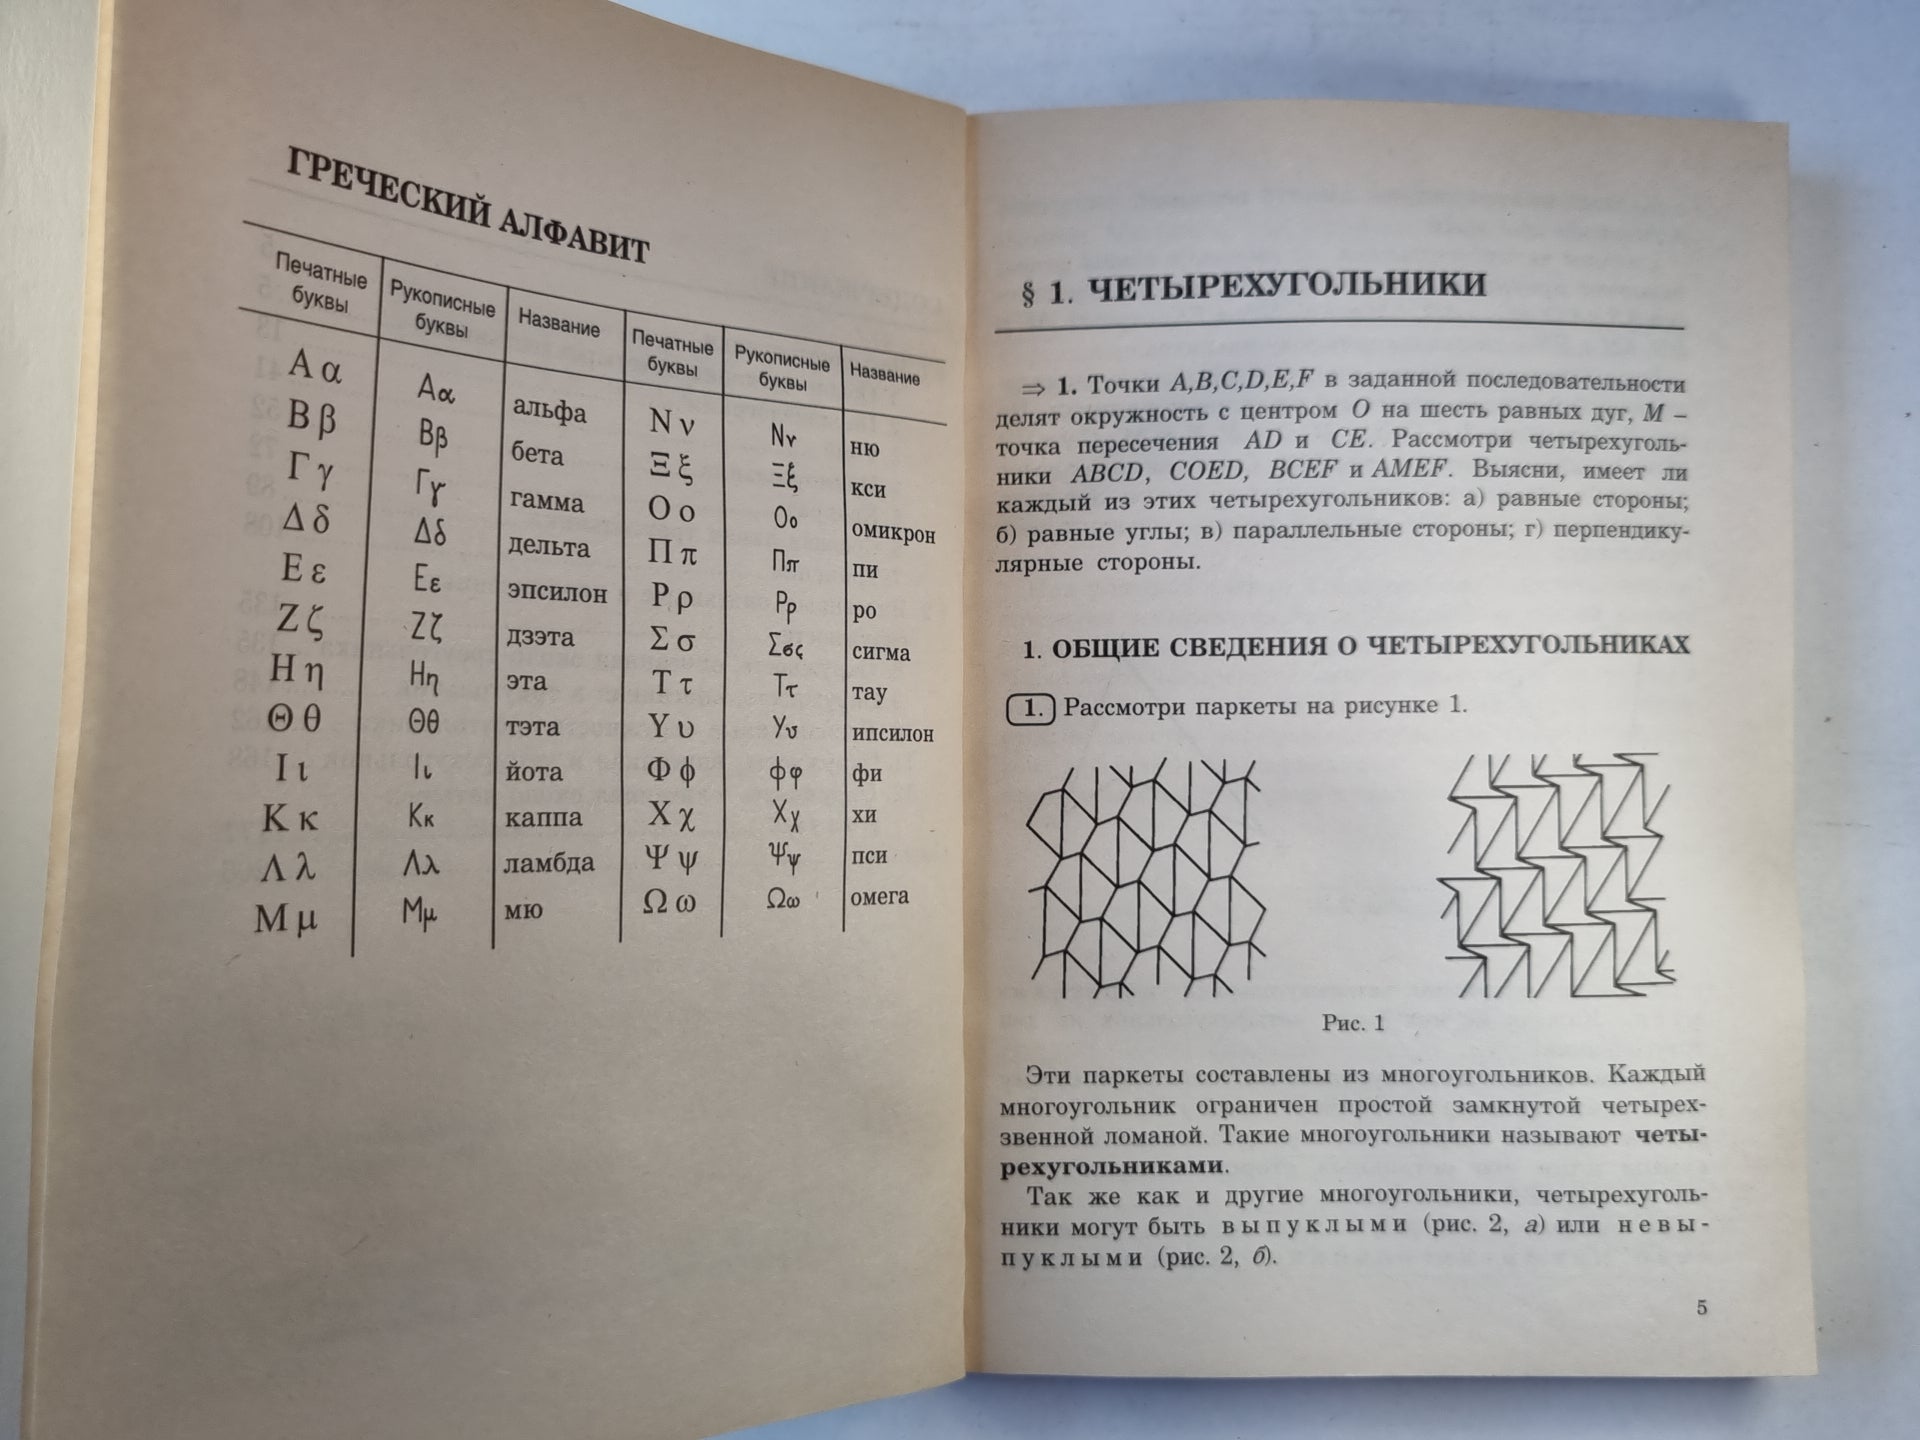 ГРЕЧЕСКИЙ АЛФАВИТ
Печатные буквы Рукописные буквы Название Печатные буквы Рукописные буквы Название
Α α Αα альфа Ν ν Νν ню
Β β Ββ бета Ξ ξ Ξξ кси
Γ γ Γγ гамма Ο ο Οο омикрон
Δ δ Δδ дельта Π π Ππ пи
Ε ε Εε эпсилон Ρ ρ Ρρ ро
Ζ ζ Ζζ дзэта Σ σ Σσς сигма
Η η Ηη эта Τ τ Ττ тау
Θ θ Θθ тэта Υ υ Υυ ипсилон
Ι ι Ιι йота Φ ϕ ϕφ фи
Κ κ Κκ каппа Χ χ Χχ хи
Λ λ Λλ ламбда Ψ ψ Ψψ пси
Μ μ Μμ мю Ω ω Ωω омега
§ 1. ЧЕТЫРЕХУГОЛЬНИКИ
⇒ 1. Точки A,B,C,D,E,F в заданной последовательности
делят окружность с центром O на шесть равных дуг, M –
точка пересечения AD и CE. Рассмотри четырехуголь-
ники ABCD, COED, BCEF и AMEF. Выясни, имеет ли
каждый из этих четырехугольников: а) равные стороны;
б) равные углы; в) параллельные стороны; г) перпендику-
лярные стороны.
1. ОБЩИЕ СВЕДЕНИЯ О ЧЕТЫРЕХУГОЛЬНИКАХ
1. Рассмотри паркеты на рисунке 1.
Рис. 1
Эти паркеты составлены из многоугольников. Каждый
многоугольник ограничен простой замкнутой четырех-
звенной ломаной. Такие многоугольники называют четы-
рехугольниками.
Так же как и другие многоугольники, четырехуголь-
ники могут быть выпуклыми (рис. 2, а) или невы-
пуклыми (рис. 2, б).
5